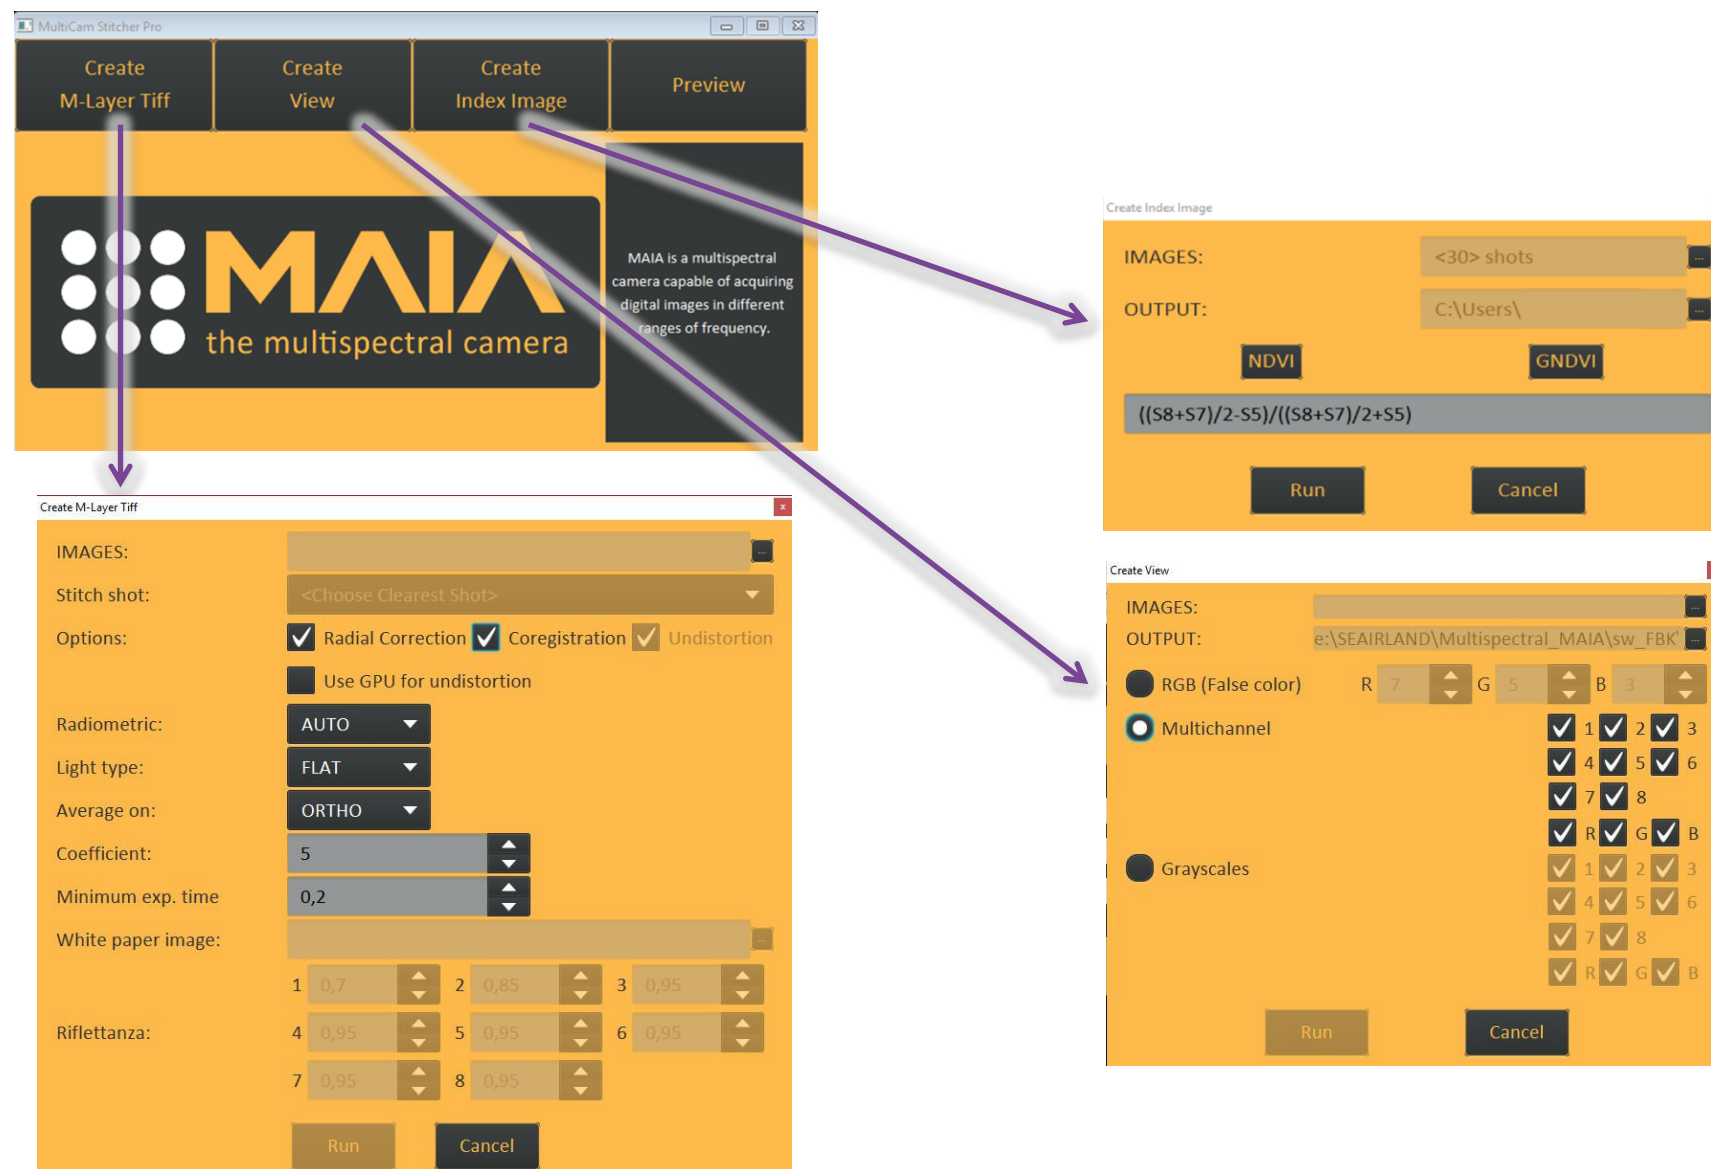 MultiCam Stitcher Pro
Create
M-Layer Tiff
Create
View
Create
Index Image
Preview
MAIA
the multispectral camera
MAIA is a multispectral
camera capable of acquiring
digital images in different
ranges of frequency.
Create Index Image
IMAGES: <30> shots ...
OUTPUT: C:\Users\ ...
NDVI GNDVI
((S8+S7)/2-S5)/((S8+S7)/2+S5)
Run Cancel
Create M-Layer Tiff x
IMAGES: ...
Stitch shot: <Choose Clearest Shot>
Options: Radial Correction Coregistration Undistortion
Use GPU for undistortion
Radiometric: AUTO
Light type: FLAT
Average on: ORTHO
Coefficient: 5
Minimum exp. time 0,2
White paper image: ...
1 0,7 2 0,85 3 0,95
Riflettanza: 4 0,95 5 0,95 6 0,95
7 0,95 8 0,95
Run Cancel
Create View
IMAGES: ...
OUTPUT: e:\SEAIRLAND\Multispectral_MAIA\sw_FBK\ ...
RGB (False color) R 7 G 5 B 3
Multichannel 1 2 3
4 5 6
7 8
R G B
Grayscales 1 2 3
4 5 6
7 8
R G B
Run Cancel